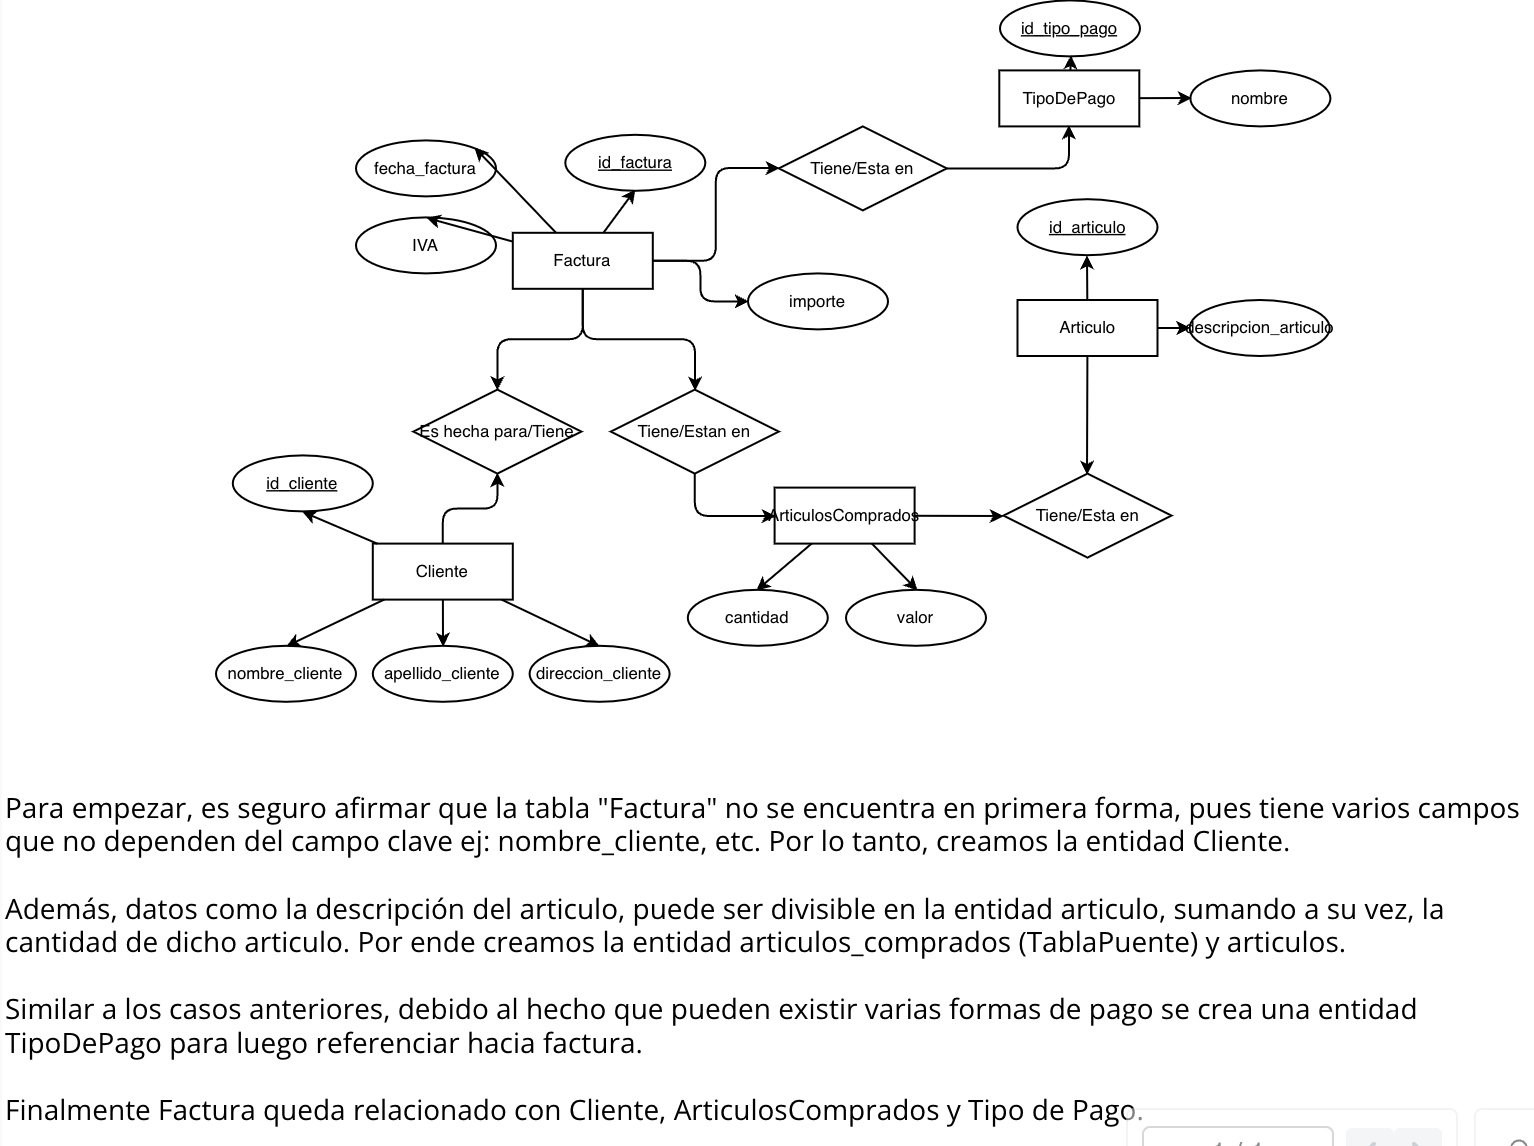 id_tipo_pago
TipoDePago
nombre
fecha_factura
id_factura
Tiene/Esta en
id_articulo
IVA
Factura
importe
Articulo
descripcion_articulo
Es hecha para/Tiene
Tiene/Estan en
id_cliente
ArticulosComprados
Tiene/Esta en
Cliente
cantidad
valor
nombre_cliente
apellido_cliente
direccion_cliente
Para empezar, es seguro afirmar que la tabla "Factura" no se encuentra en primera forma, pues tiene varios campos
que no dependen del campo clave ej: nombre_cliente, etc. Por lo tanto, creamos la entidad Cliente.
Además, datos como la descripción del articulo, puede ser divisible en la entidad articulo, sumando a su vez, la
cantidad de dicho articulo. Por ende creamos la entidad articulos_comprados (TablaPuente) y articulos.
Similar a los casos anteriores, debido al hecho que pueden existir varias formas de pago se crea una entidad
TipoDePago para luego referenciar hacia factura.
Finalmente Factura queda relacionado con Cliente, ArticulosComprados y Tipo de Pago.